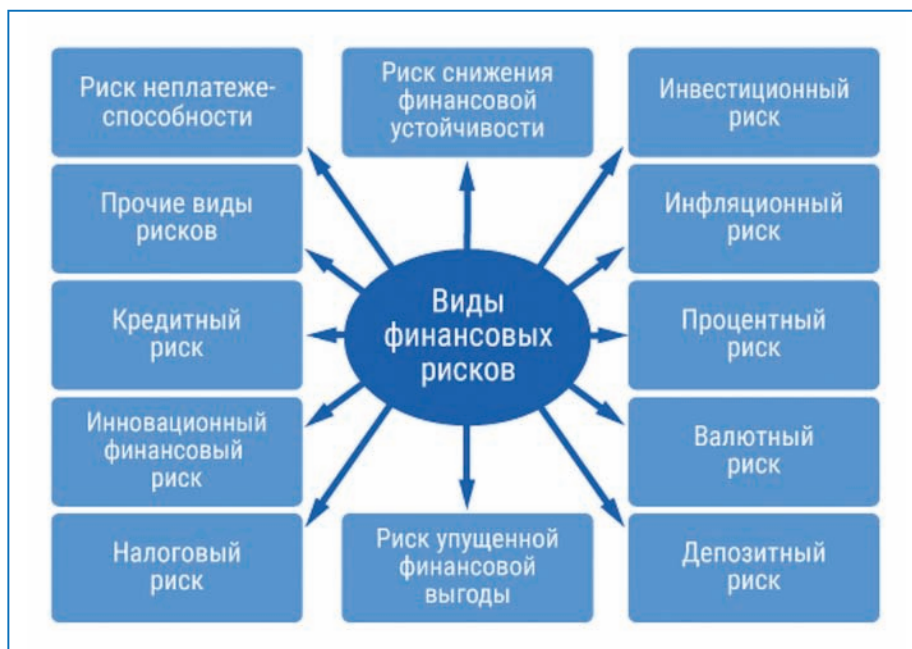 Риск неплатеже-
способности
Риск снижения
финансовой
устойчивости
Инвестиционный
риск
Прочие виды
рисков
Инфляционный
риск
Виды
финансовых
рисков
Кредитный
риск
Процентный
риск
Инновационный
финансовый
риск
Валютный
риск
Налоговый
риск
Риск упущенной
финансовой
выгоды
Депозитный
риск